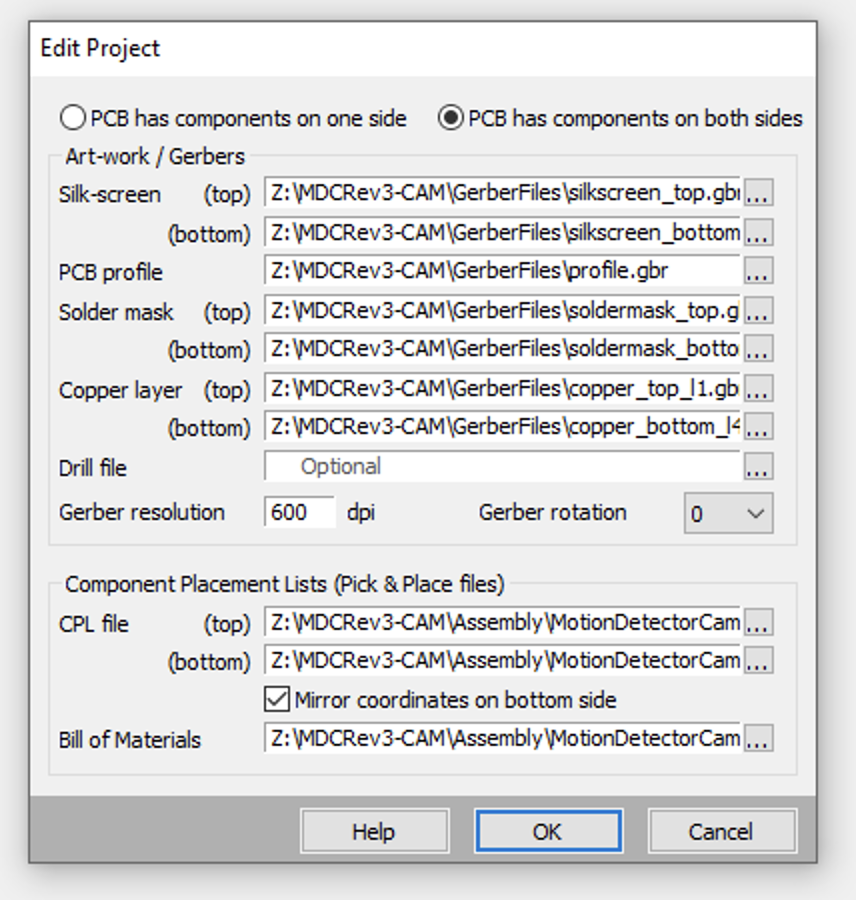 Edit Project
PCB has components on one side PCB has components on both sides
Art-work / Gerbers
Silk-screen (top) Z:\MDCRev3-CAM\GerberFiles\silkscreen_top.gbr ...
(bottom) Z:\MDCRev3-CAM\GerberFiles\silkscreen_bottom ...
PCB profile Z:\MDCRev3-CAM\GerberFiles\profile.gbr ...
Solder mask (top) Z:\MDCRev3-CAM\GerberFiles\soldermask_top.g ...
(bottom) Z:\MDCRev3-CAM\GerberFiles\soldermask_botto ...
Copper layer (top) Z:\MDCRev3-CAM\GerberFiles\copper_top_l1.gb ...
(bottom) Z:\MDCRev3-CAM\GerberFiles\copper_bottom_l4 ...
Drill file Optional ...
Gerber resolution 600 dpi Gerber rotation 0
Component Placement Lists (Pick & Place files)
CPL file (top) Z:\MDCRev3-CAM\Assembly\MotionDetectorCam ...
(bottom) Z:\MDCRev3-CAM\Assembly\MotionDetectorCam ...
Mirror coordinates on bottom side
Bill of Materials Z:\MDCRev3-CAM\Assembly\MotionDetectorCam ...
Help OK Cancel